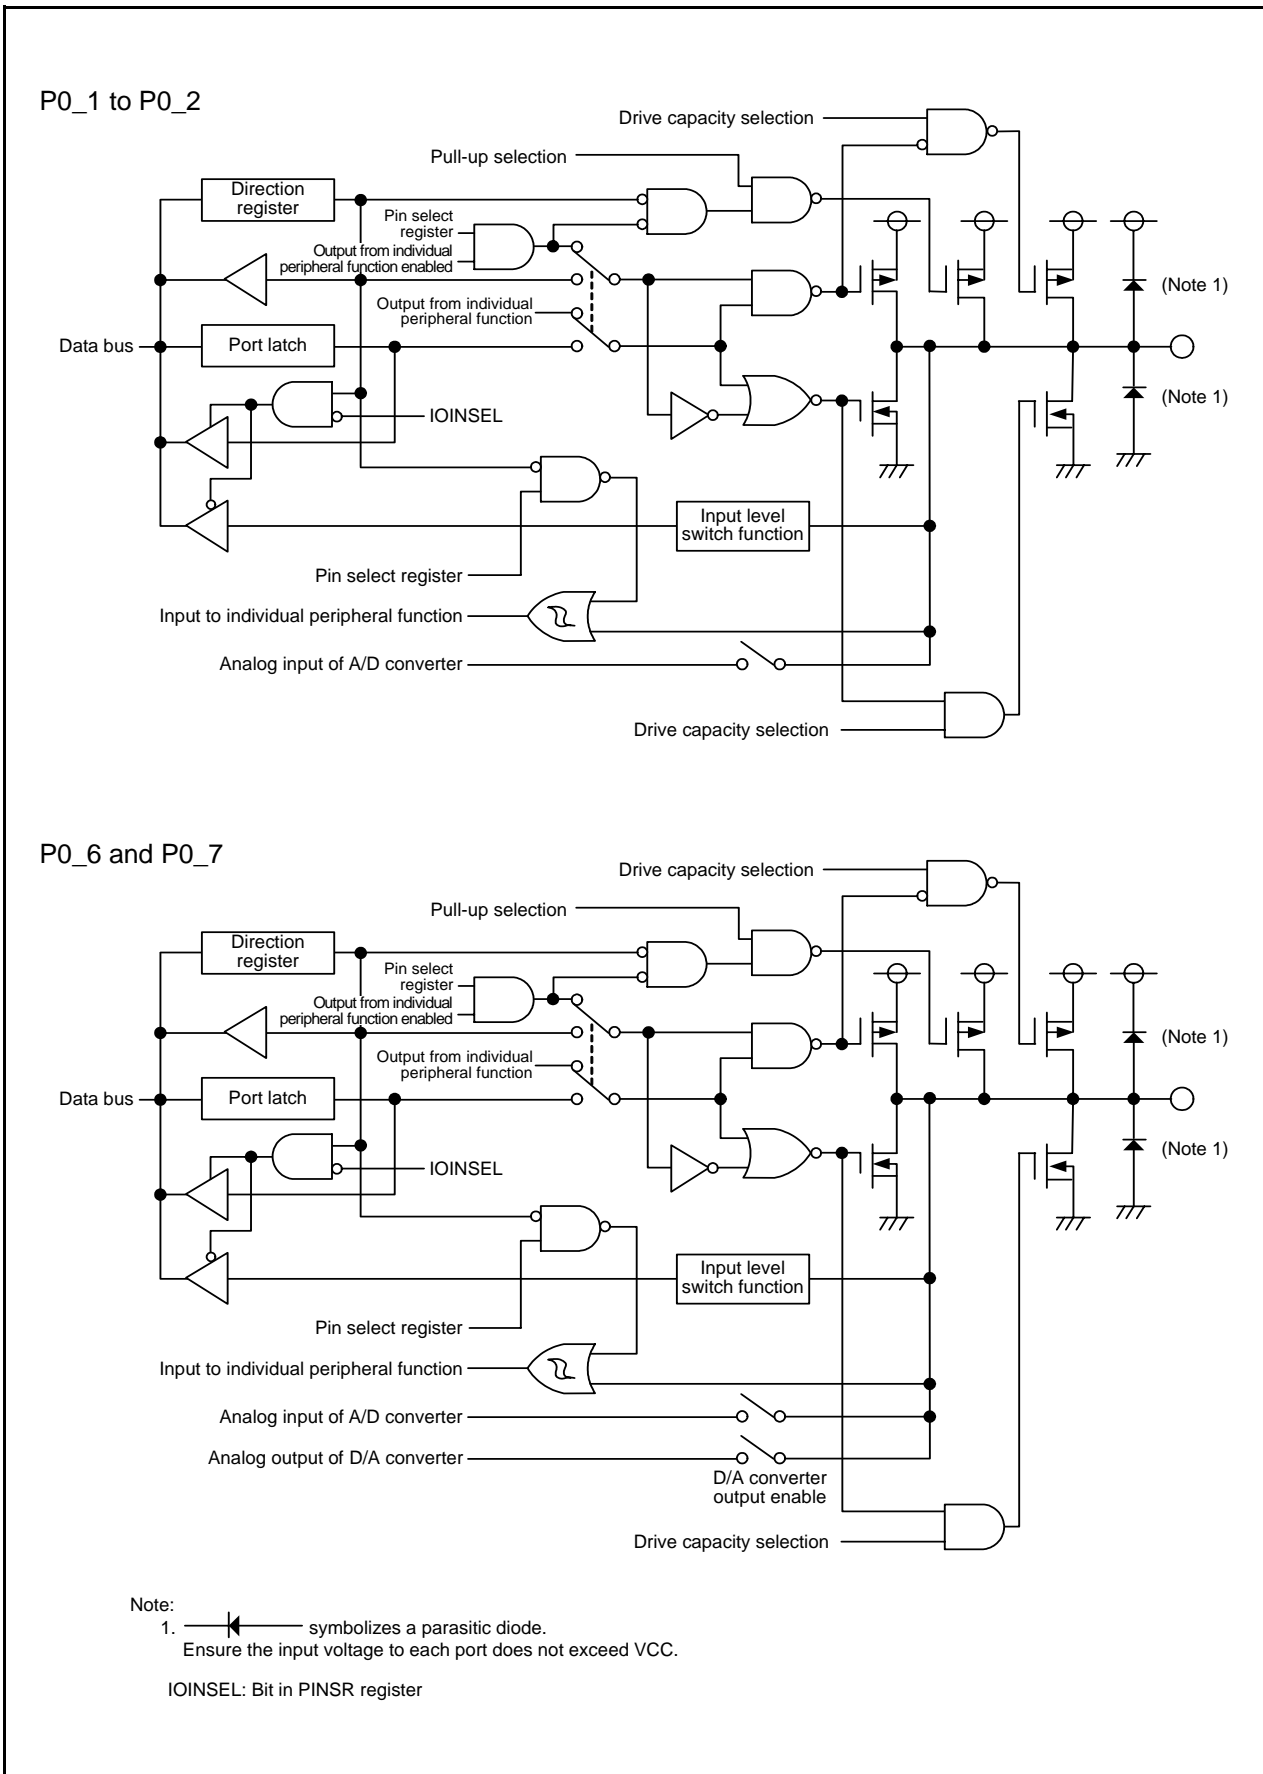 P0_1 to P0_2
Drive capacity selection
Pull-up selection
Direction
register
Pin select
register
Output from individual
peripheral function enabled
(Note 1)
Output from individual
peripheral function
Data bus
Port latch
(Note 1)
IOINSEL
Input level
switch function
Pin select register
Input to individual peripheral function
Analog input of A/D converter
Drive capacity selection
P0_6 and P0_7
Drive capacity selection
Pull-up selection
Direction
register
Pin select
register
Output from individual
peripheral function enabled
(Note 1)
Output from individual
peripheral function
Data bus
Port latch
(Note 1)
IOINSEL
Input level
switch function
Pin select register
Input to individual peripheral function
Analog input of A/D converter
Analog output of D/A converter
D/A converter
output enable
Drive capacity selection
Note:
1. symbolizes a parasitic diode.
Ensure the input voltage to each port does not exceed VCC.
IOINSEL: Bit in PINSR register